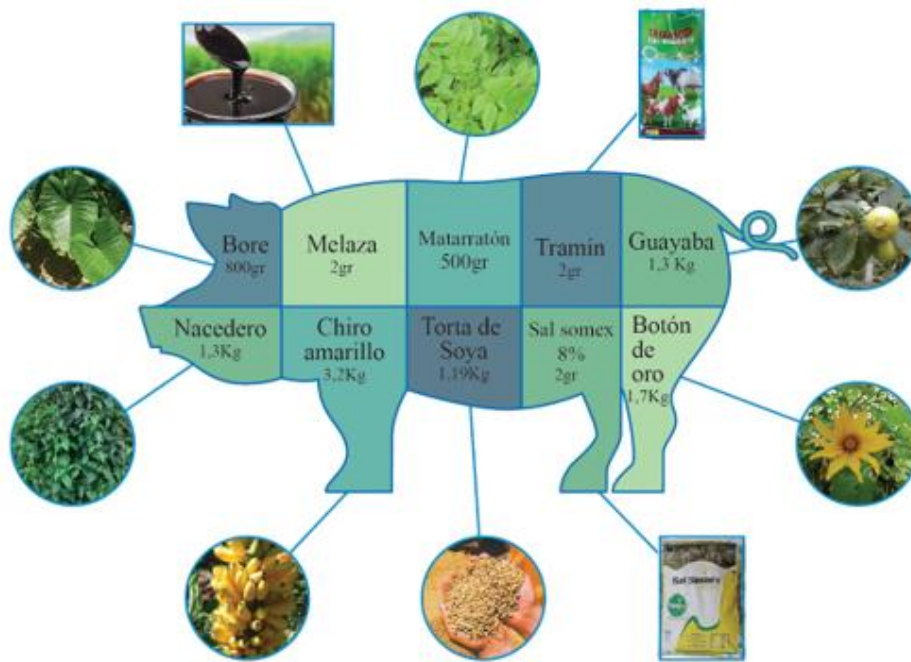 Bore
800gr
Melaza
2gr
Matarratón
500gr
Tramin
2gr
Guayaba
1,3 Kg
Nacedero
1,3Kg
Chiro
amarillo
3,2Kg
Torta de
Soya
1,19Kg
Sal somex
8%
2gr
Botón
de
oro
1,7Kg